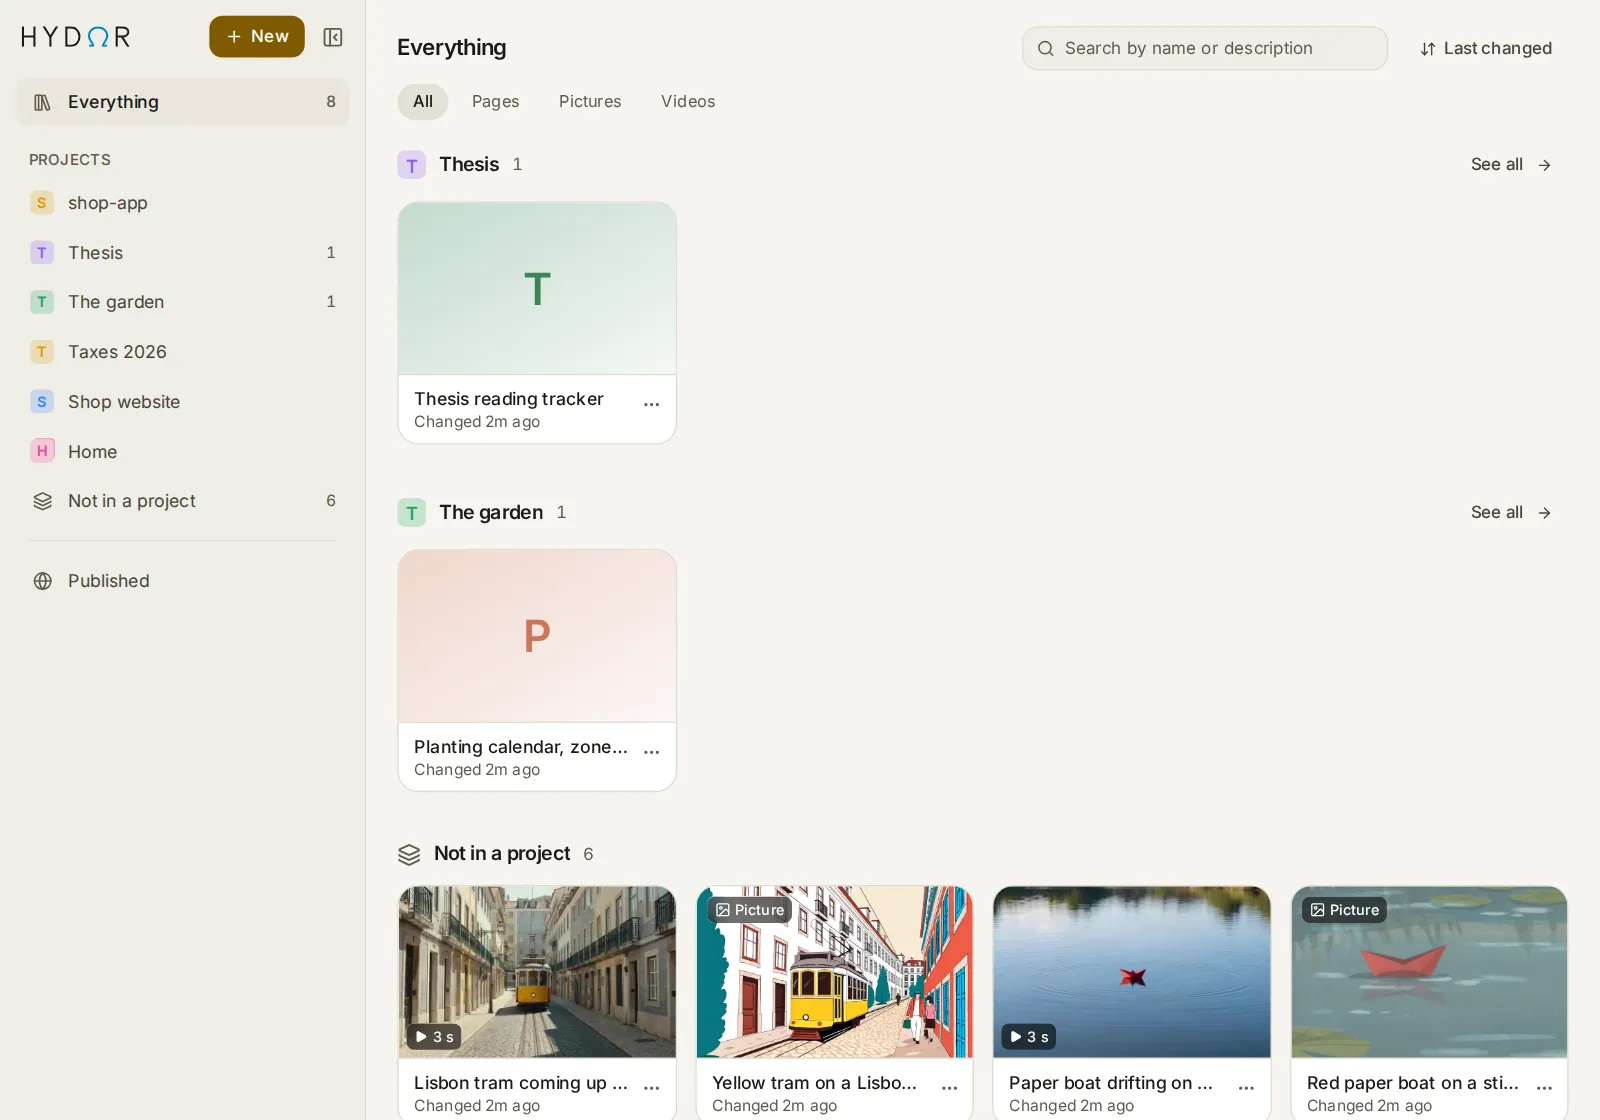 HYDΩR
+ New
Everything 8
PROJECTS
S shop-app
T Thesis 1
T The garden 1
T Taxes 2026
S Shop website
H Home
Not in a project 6
Published
Everything
Search by name or description
Last changed
All Pages Pictures Videos
T Thesis 1 See all →
T
Thesis reading tracker ...
Changed 2m ago
T The garden 1 See all →
P
Planting calendar, zone... ...
Changed 2m ago
Not in a project 6
3 s
Lisbon tram coming up ... ...
Changed 2m ago
Picture
Yellow tram on a Lisbo... ...
Changed 2m ago
3 s
Paper boat drifting on ... ...
Changed 2m ago
Picture
Red paper boat on a sti... ...
Changed 2m ago